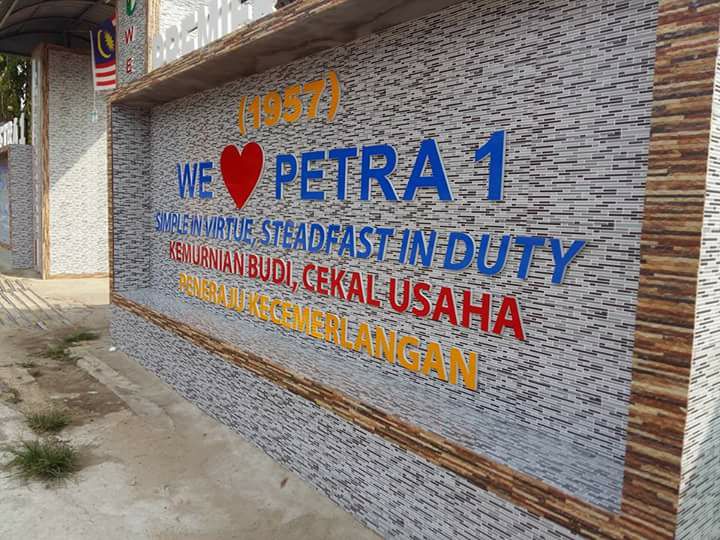 (1957)
WE ❤ PETRA 1
SIMPLE IN VIRTUE, STEADFAST IN DUTY
KEMURNIAN BUDI, CEKAL USAHA
PENERAJU KECEMERLANGAN